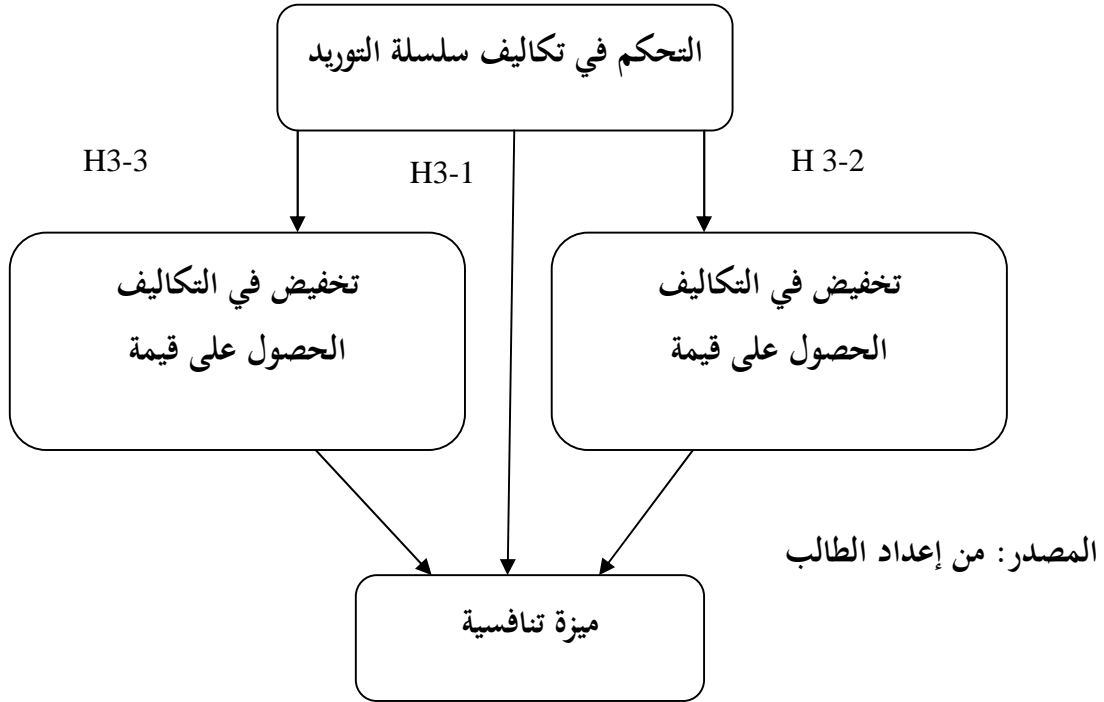 التحكم في تكاليف سلسلة التوريد
H 3-2
H3-1
H3-3
تخفيض في التكاليف
الحصول على قيمة
تخفيض في التكاليف
الحصول على قيمة
المصدر: من إعداد الطالب
ميزة تنافسية